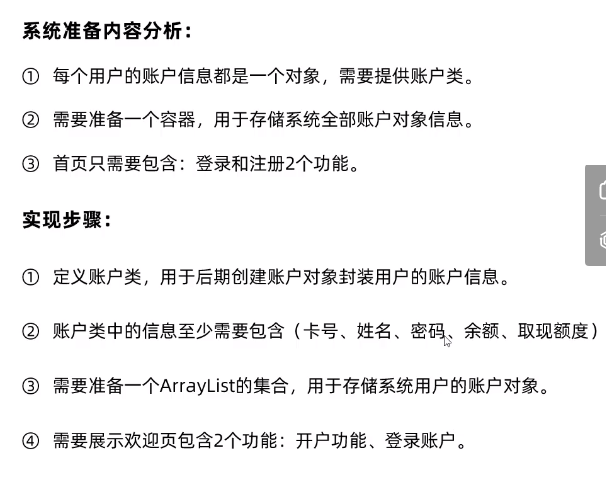 系统准备内容分析：
① 每个用户的账户信息都是一个对象，需要提供账户类。
② 需要准备一个容器，用于存储系统全部账户对象信息。
③ 首页只需要包含：登录和注册2个功能。
实现步骤：
① 定义账户类，用于后期创建账户对象封装用户的账户信息。
② 账户类中的信息至少需要包含（卡号、姓名、密码、余额、取现额度）
③ 需要准备一个ArrayList的集合，用于存储系统用户的账户对象。
④ 需要展示欢迎页包含2个功能：开户功能、登录账户。